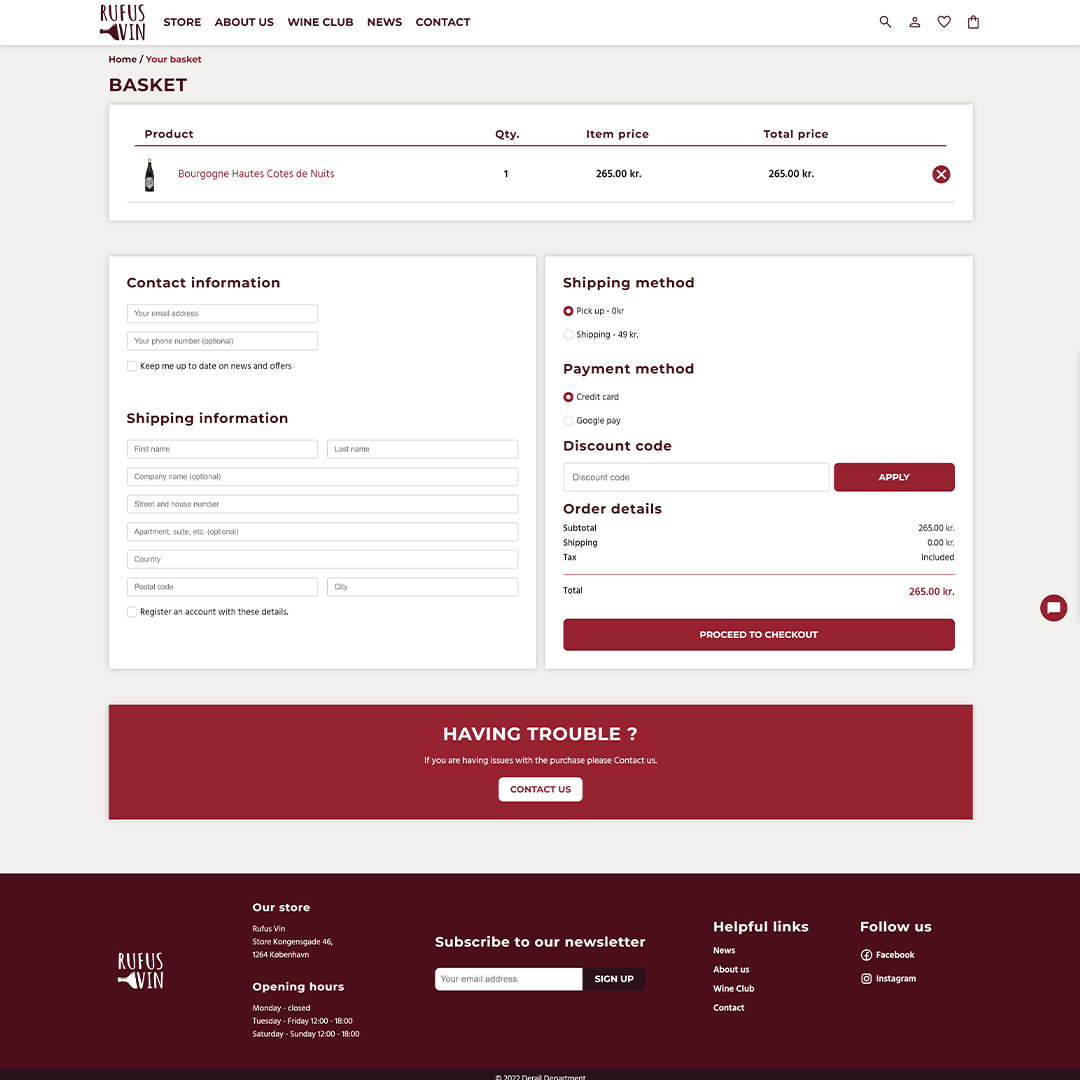 RUFUS
VIN
STORE ABOUT US WINE CLUB NEWS CONTACT
Home / Your basket
BASKET
Product Qty. Item price Total price
Bourgogne Hautes Cotes de Nuits 1 265.00 kr. 265.00 kr.
Contact information
Your email address
Your phone number (optional)
Keep me up to date on news and offers
Shipping information
First name Last name
Company name (optional)
Street and house number
Apartment, suite, etc. (optional)
Country
Postal code City
Register an account with these details.
Shipping method
Pick up - 0kr
Shipping - 49 kr.
Payment method
Credit card
Google pay
Discount code
Discount code APPLY
Order details
Subtotal 265.00 kr.
Shipping 0.00 kr.
Tax Included
Total 265.00 kr.
PROCEED TO CHECKOUT
HAVING TROUBLE ?
If you are having issues with the purchase please Contact us.
CONTACT US
RUFUS
VIN
Our store
Rufus Vin
Store Kongensgade 46,
1264 København
Opening hours
Monday - closed
Tuesday - Friday 12:00 - 18:00
Saturday - Sunday 12:00 - 18:00
Subscribe to our newsletter
Your email address SIGN UP
Helpful links
News
About us
Wine Club
Contact
Follow us
Facebook
Instagram
© 2022 Derail Department